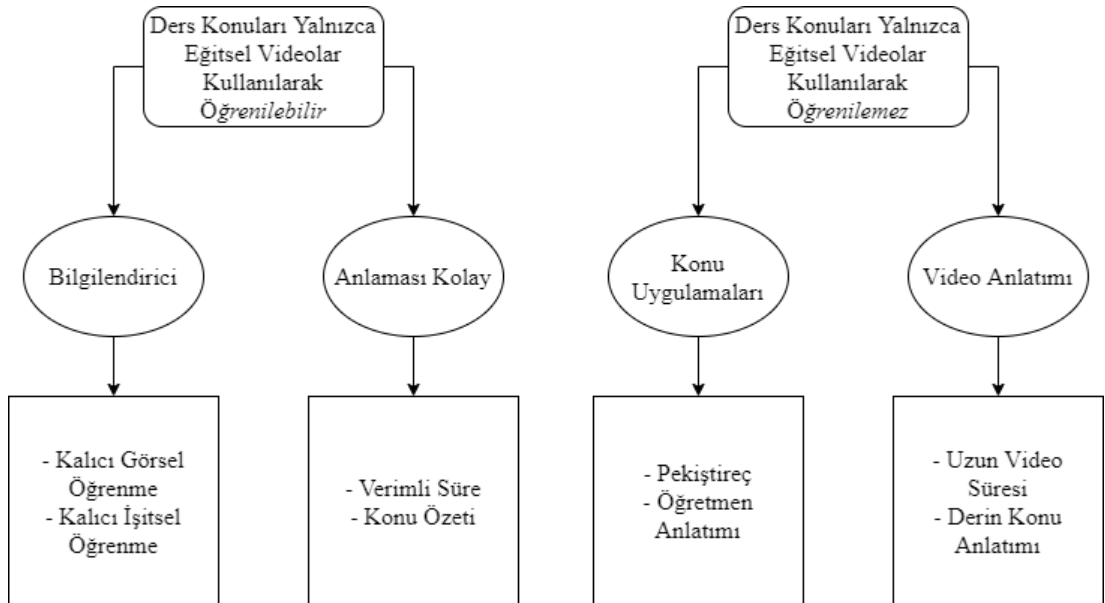 Ders Konuları Yalnızca
Eğitsel Videolar
Kullanılarak
Öğrenilebilir
Ders Konuları Yalnızca
Eğitsel Videolar
Kullanılarak
Öğrenilemez
Bilgilendirici
Anlaması Kolay
Konu
Uygulamaları
Video Anlatımı
- Kalıcı Görsel
Öğrenme
- Kalıcı İşitsel
Öğrenme
- Verimli Süre
- Konu Özeti
- Pekiştireç
- Öğretmen
Anlatımı
- Uzun Video
Süresi
- Derin Konu
Anlatımı